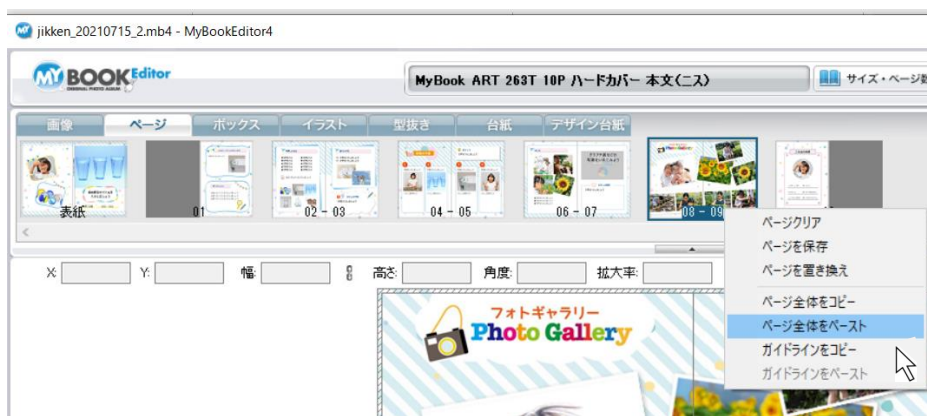 jikken_20210715_2.mb4 - MyBookEditor4
MY BOOK Editor
ORIGINAL PHOTO ALBUM
MyBook ART 263T 10P ハードカバー 本文(ニス)
サイズ・ページ数
画像 ページ ボックス イラスト 型抜き 台紙 デザイン台紙
表紙 01 02 - 03 04 - 05 06 - 07 08 - 09
ページクリア
ページを保存
ページを置き換え
ページ全体をコピー
ページ全体をペースト
ガイドラインをコピー
ガイドラインをペースト
X: Y: 幅: 高さ: 角度: 拡大率:
フォトギャラリー
Photo Gallery